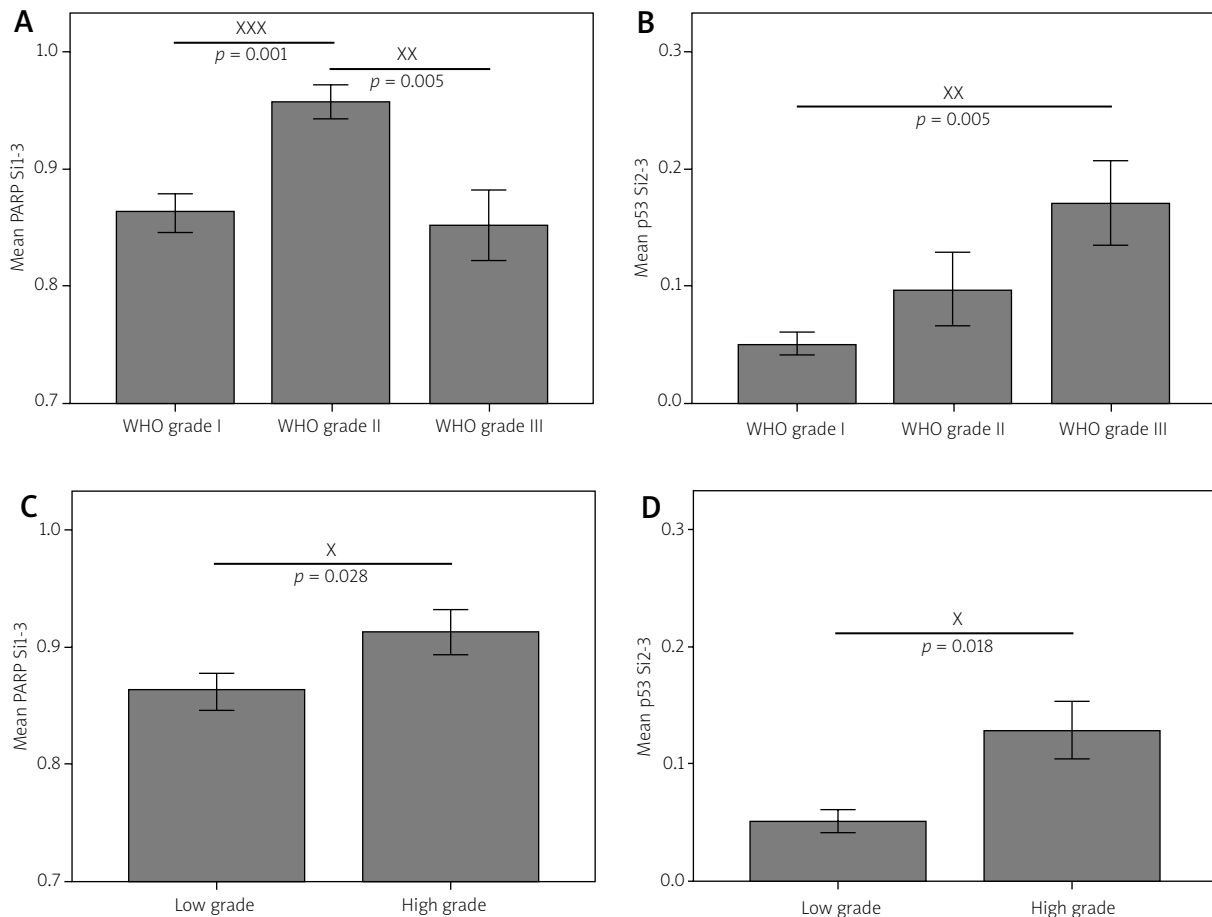 A
Mean PARP Si1-3
1.0
0.9
0.8
0.7
XXX
p = 0.001
XX
p = 0.005
WHO grade I
WHO grade II
WHO grade III
B
Mean p53 Si2-3
0.3
0.2
0.1
0.0
XX
p = 0.005
WHO grade I
WHO grade II
WHO grade III
C
Mean PARP Si1-3
1.0
0.9
0.8
0.7
X
p = 0.028
Low grade
High grade
D
Mean p53 Si2-3
0.3
0.2
0.1
0.0
X
p = 0.018
Low grade
High grade